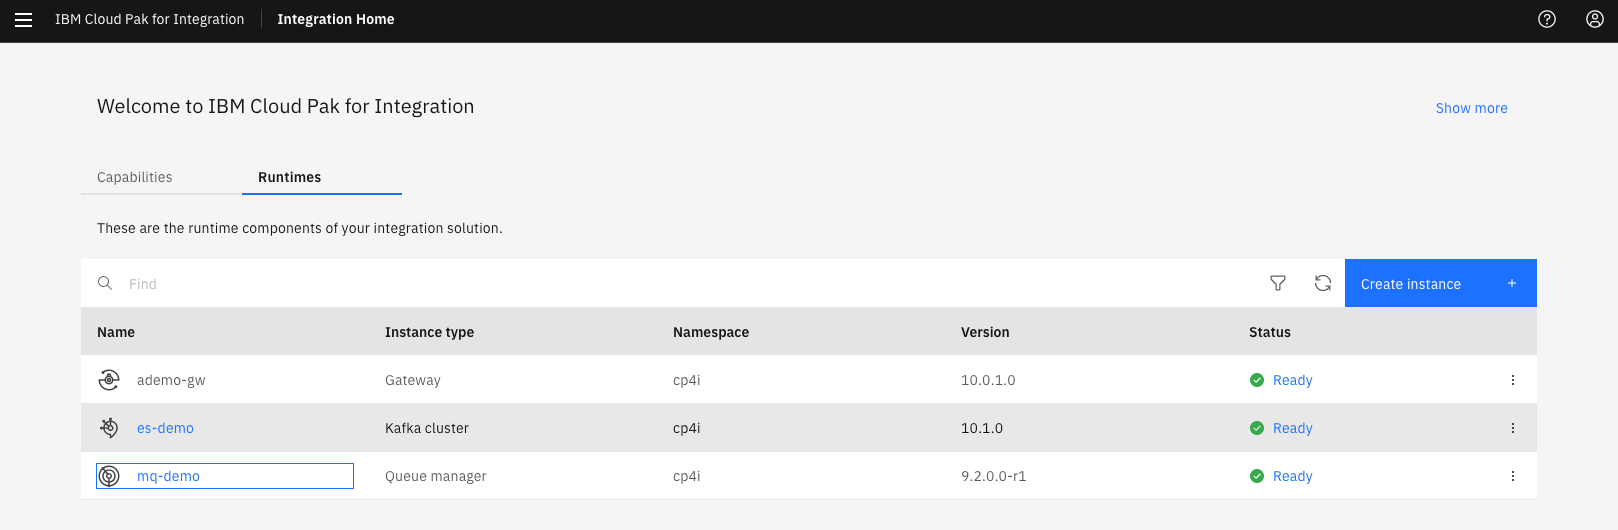 IBM Cloud Pak for Integration Integration Home
Welcome to IBM Cloud Pak for Integration
Show more
Capabilities Runtimes
These are the runtime components of your integration solution.
Find Create instance +
Name Instance type Namespace Version Status
ademo-gw Gateway cp4i 10.0.1.0 Ready
es-demo Kafka cluster cp4i 10.1.0 Ready
mq-demo Queue manager cp4i 9.2.0.0-r1 Ready